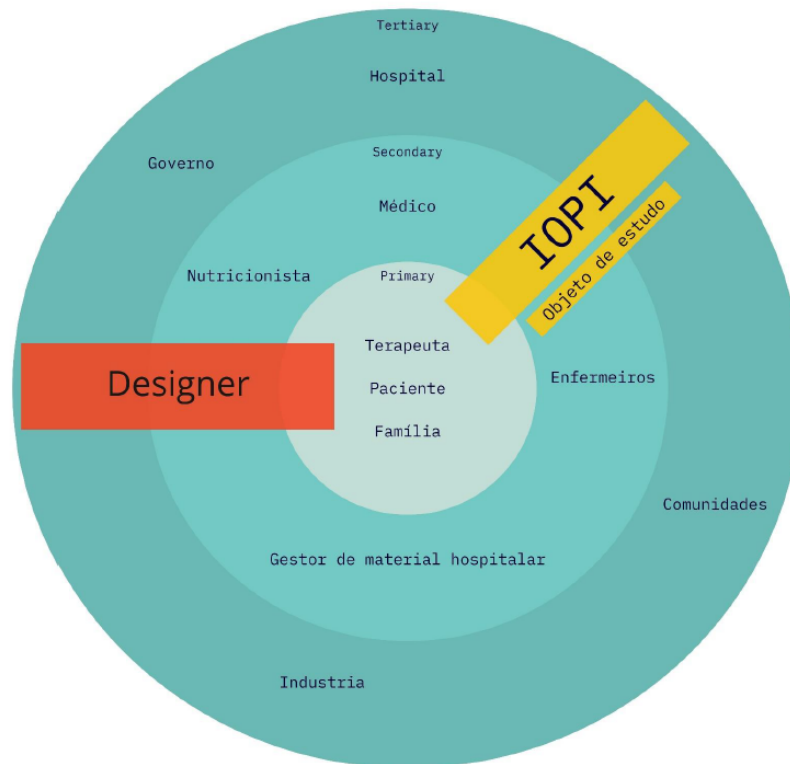 Tertiary
Hospital
Governo
Secondary
Médico
Nutricionista
Primary
IOPI
Objeto de estudo
Terapeuta
Designer
Paciente
Enfermeiros
Família
Comunidades
Gestor de material hospitalar
Industria